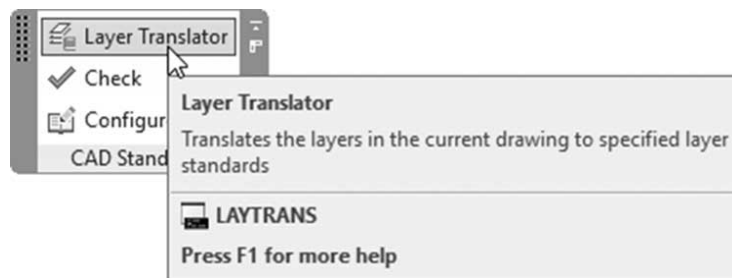 Layer Translator
Check
Configur
CAD Stand
Layer Translator
Translates the layers in the current drawing to specified layer
standards
LAYTRANS
Press F1 for more help